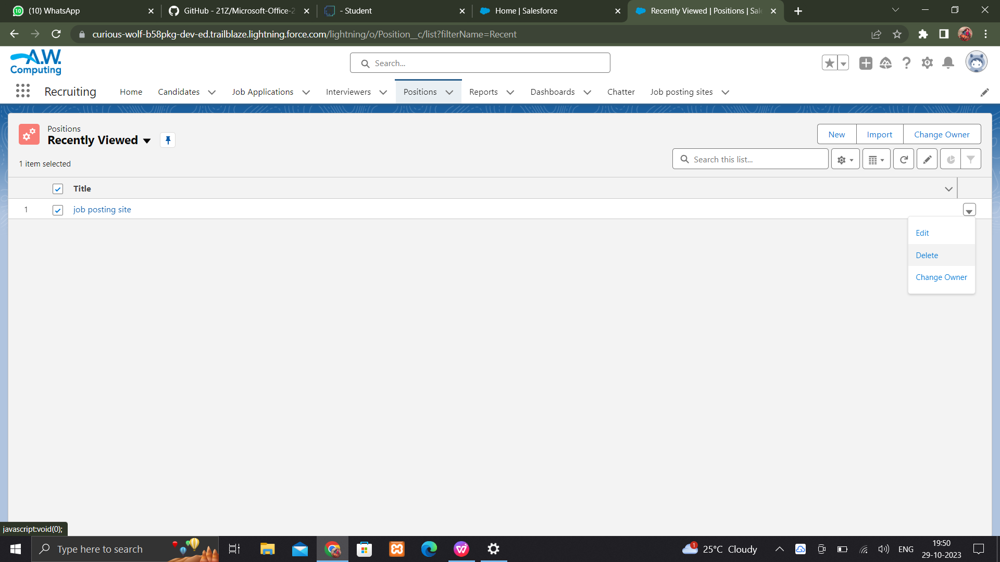 (10) WhatsApp
GitHub - 21Z/Microsoft-Office-2
- Student
Home | Salesforce
Recently Viewed | Positions | Sal
curious-wolf-b58pkg-dev-ed.trailblaze.lightning.force.com/lightning/o/Position__c/list?filterName=Recent
A.W. Computing
Search...
Recruiting
Home
Candidates
Job Applications
Interviewers
Positions
Reports
Dashboards
Chatter
Job posting sites
Positions
Recently Viewed
New
Import
Change Owner
1 item selected
Search this list...
Title
1 job posting site
Edit
Delete
Change Owner
javascript:void(0);
Type here to search
1
25°C Cloudy
ENG
19:50
29-10-2023